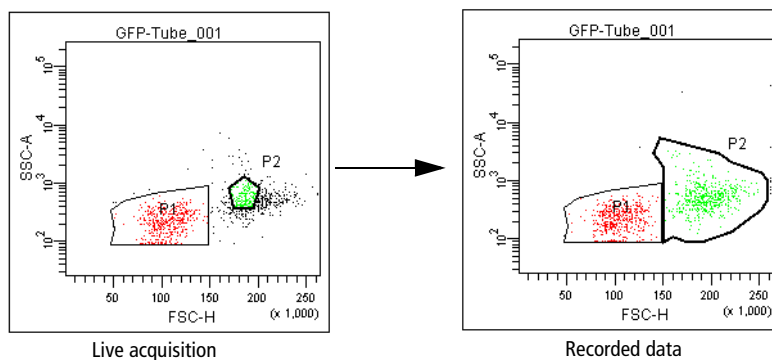 GFP-Tube_001
SSC-A
10^5
10^4
10^3
10^2
P1
P2
50 100 150 200 250
FSC-H (x 1,000)
Live acquisition
GFP-Tube_001
SSC-A
10^5
10^4
10^3
10^2
P1
P2
50 100 150 200 250
FSC-H (x 1,000)
Recorded data